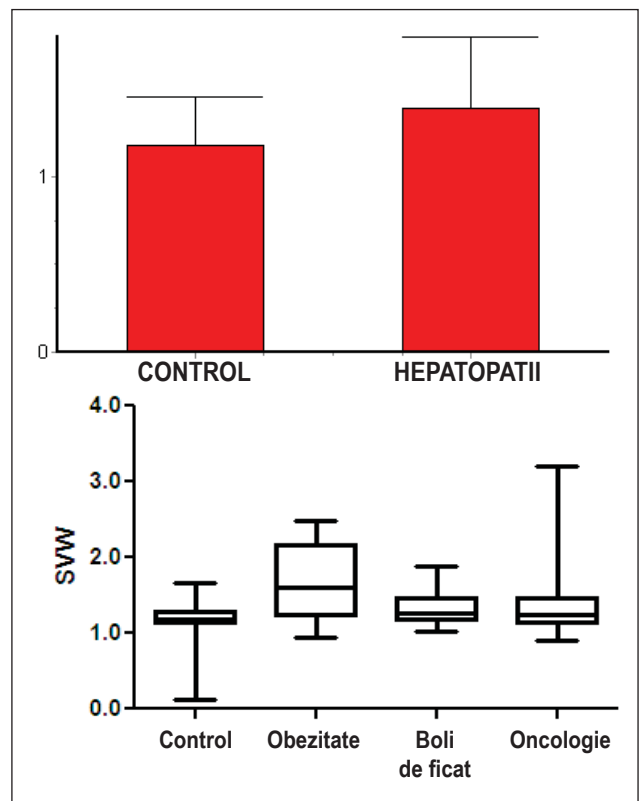 1
0
CONTROL HEPATOPATII
4.0
3.0
2.0
1.0
0.0
SVW
Control Obezitate Boli Oncologie
de ficat